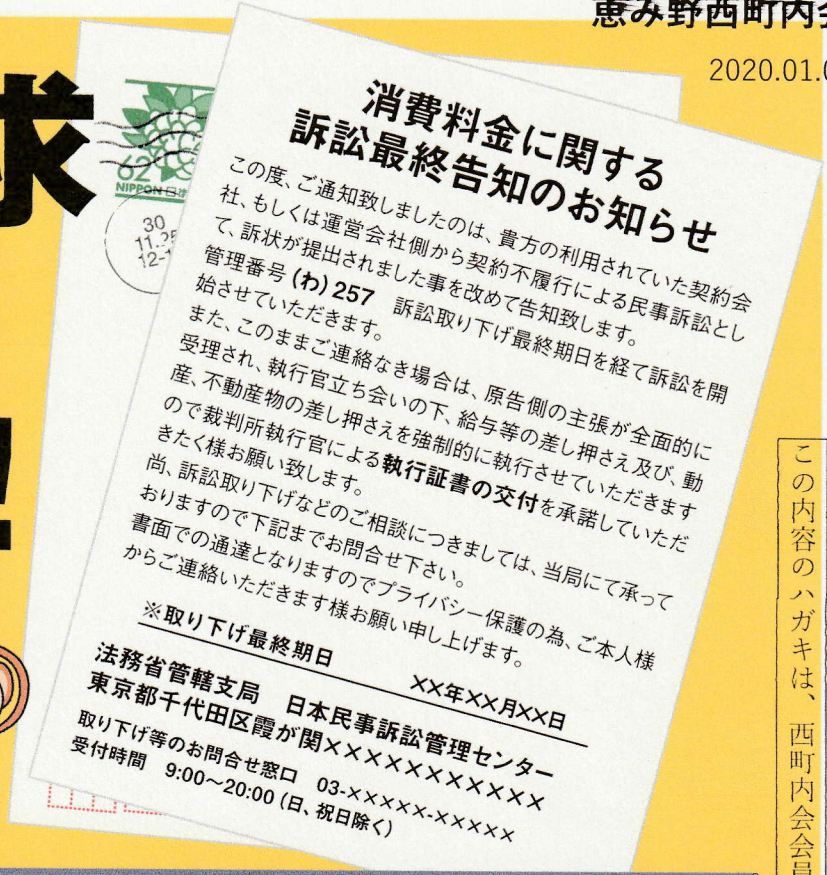 恵み野西町内
2020.01.0
求
!
62
NIPPON 日本
30
11.25
12-1
消費料金に関する
訴訟最終告知のお知らせ
この度、ご通知致しましたのは、貴方の利用されていた契約会
社、もしくは運営会社側から契約不履行による民事訴訟とし
て、訴状が提出されました事を改めて告知致します。
管理番号(わ)257 訴訟取り下げ最終期日を経て訴訟を開
始させていただきます。
また、このままご連絡なき場合は、原告側の主張が全面的に
受理され、執行官立ち会いの下、給与等の差し押さえ及び、動
産、不動産物の差し押さえを強制的に執行させていただきます
ので裁判所執行官による執行証書の交付を承諾していただ
きたく様お願い致します。
尚、訴訟取り下げなどのご相談につきましては、当局にて承って
おりますので下記までお問合せ下さい。
書面での通達となりますのでプライバシー保護の為、ご本人様
からご連絡いただきます様お願い申し上げます。
※取り下げ最終期日 ××年××月××日
法務省管轄支局 日本民事訴訟管理センター
東京都千代田区霞が関×××××××××××
取り下げ等のお問合せ窓口 03-×××××-×××××
受付時間 9:00〜20:00(日、祝日除く)
この内容のハガキは、西町内会会員